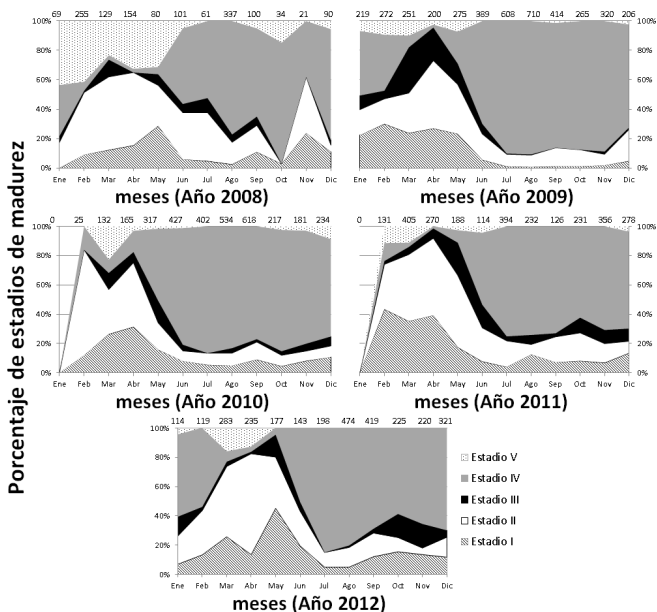 Porcentaje de estadios de madurez
69 255 129 154 80 101 61 337 100 34 21 90
100%
80%
60%
40%
20%
0%
Ene Feb Mar Abr May Jun Jul Ago Sep Oct Nov Dic
meses (Año 2008)
219 272 251 200 275 389 608 710 414 265 320 206
100%
80%
60%
40%
20%
0%
Ene Feb Mar Abr May Jun Jul Ago Sep Oct Nov Dic
meses (Año 2009)
0 25 132 165 317 427 402 534 618 217 181 234
100%
80%
60%
40%
20%
0%
Ene Feb Mar Abr May Jun Jul Ago Sep Oct Nov Dic
meses (Año 2010)
0 131 405 270 188 114 394 232 126 231 356 278
100%
80%
60%
40%
20%
0%
Ene Feb Mar Abr May Jun Jul Ago Sep Oct Nov Dic
meses (Año 2011)
114 119 283 235 177 143 198 474 419 225 220 321
100%
80%
60%
40%
20%
0%
Ene Feb Mar Abr May Jun Jul Ago Sep Oct Nov Dic
meses (Año 2012)
Estadio V
Estadio IV
Estadio III
Estadio II
Estadio I